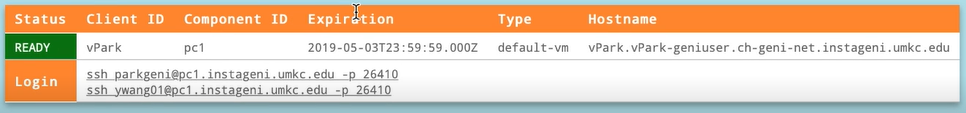 Status Client ID Component ID Expiration Type Hostname
READY vPark pc1 2019-05-03T23:59:59.000Z default-vm vPark.vPark-geniuser.ch-geni-net.instageni.umkc.edu
Login
ssh parkgeni@pc1.instageni.umkc.edu -p 26410
ssh ywang01@pc1.instageni.umkc.edu -p 26410